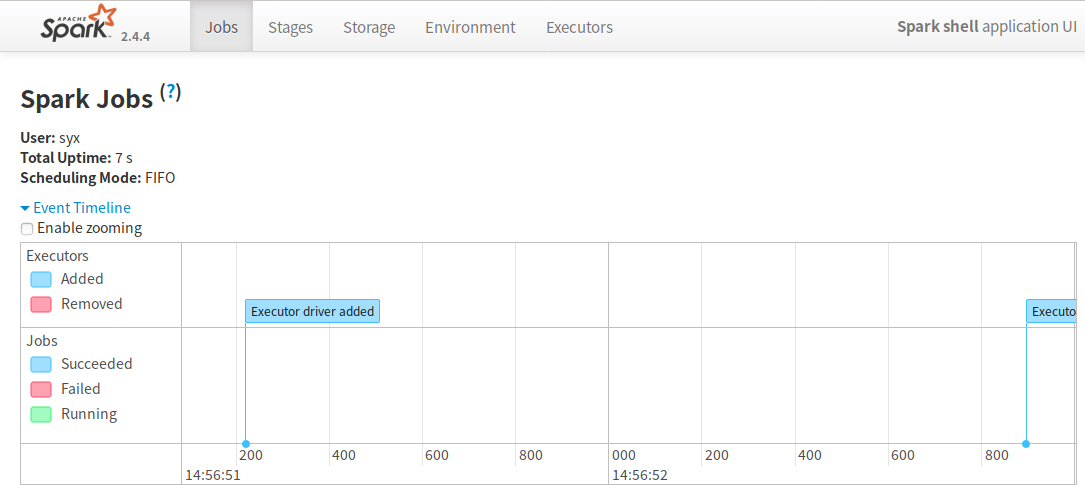 APACHE
Spark 2.4.4 Jobs Stages Storage Environment Executors Spark shell application UI
Spark Jobs (?)
User: syx
Total Uptime: 7 s
Scheduling Mode: FIFO
Event Timeline
Enable zooming
Executors
Added
Removed
Executor driver added
Executo
Jobs
Succeeded
Failed
Running
200 400 600 800 000 200 400 600 800
14:56:51 14:56:52